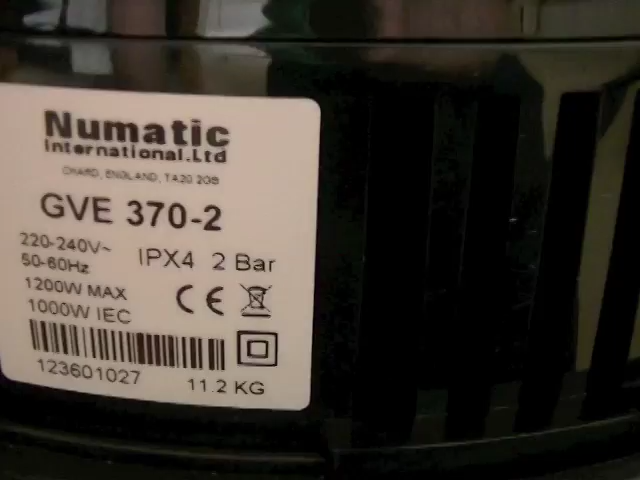 Numatic
International.Ltd
CHARD, ENGLAND, TA20 2GB
GVE 370-2
220-240V~
50-60Hz
IPX4 2 Bar
1200W MAX
1000W IEC
CE
123601027
11.2 KG